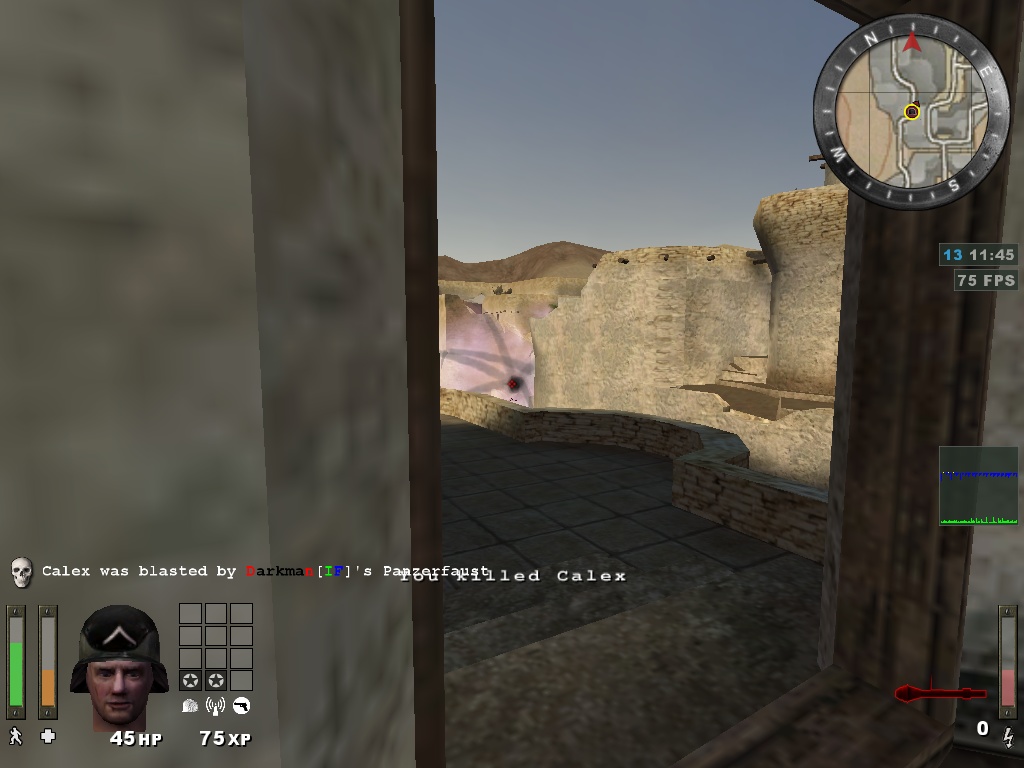 N
E
W
S
13 11:45
75 FPS
Calex was blasted by Darkman[IF]'s Panzerfaust
You killed Calex
45HP 75XP
0